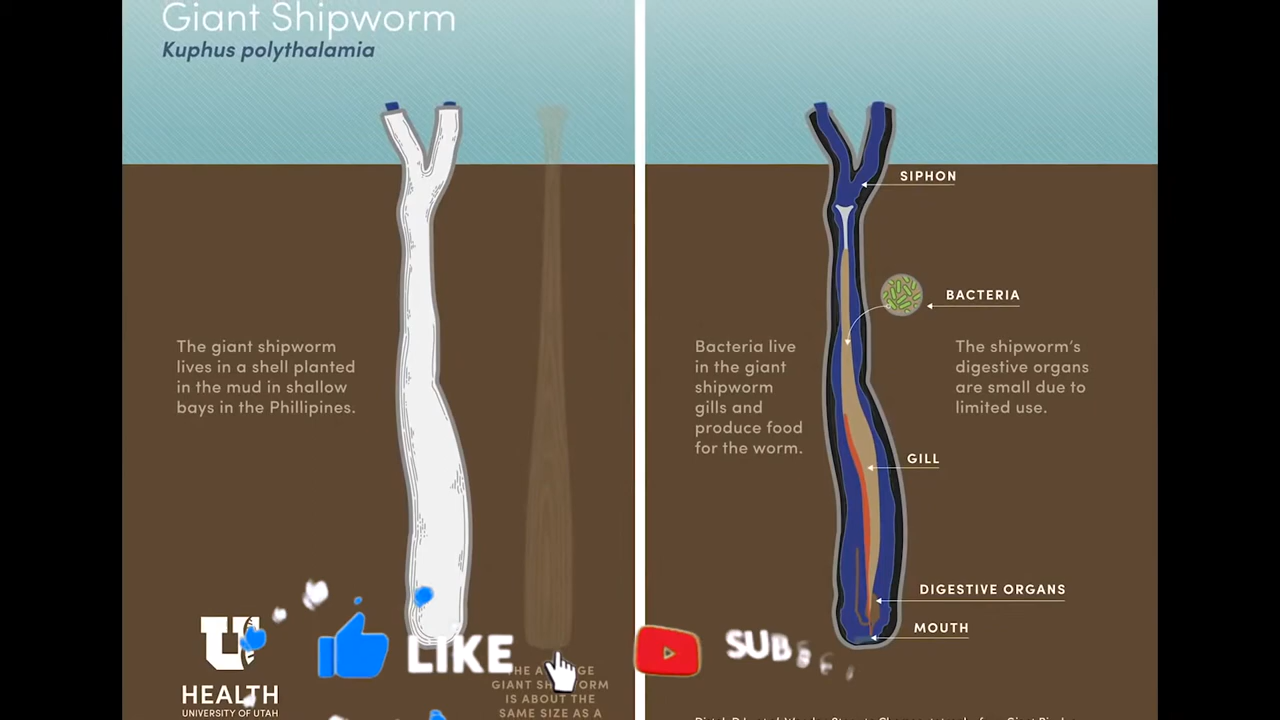 Giant Shipworm
Kuphus polythalamia
The giant shipworm
lives in a shell planted
in the mud in shallow
bays in the Phillipines.
HEALTH
UNIVERSITY OF UTAH
LIKE
GIANT
IS ABOUT THE
SAME SIZE AS A
SIPHON
BACTERIA
Bacteria live
in the giant
shipworm
gills and
produce food
for the worm.
The shipworm's
digestive organs
are small due to
limited use.
GILL
DIGESTIVE ORGANS
MOUTH
SUB